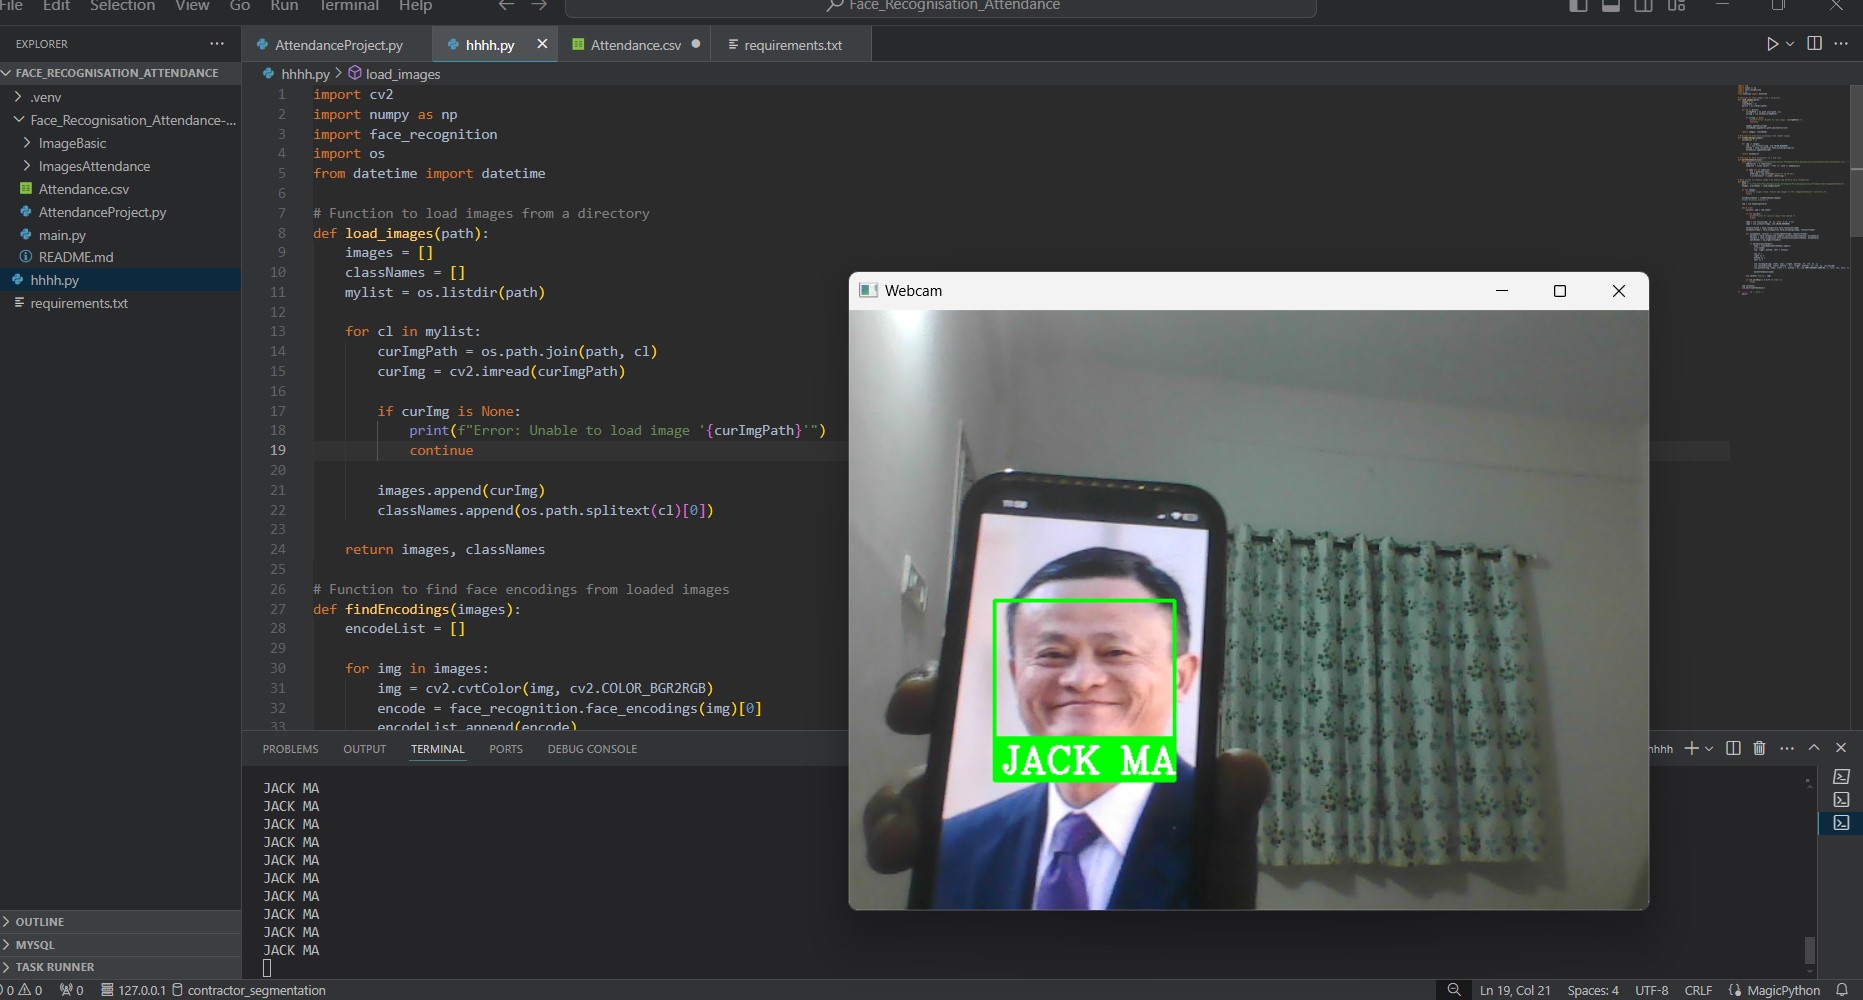 File Edit Selection View Go Run Terminal Help
Face_Recognisation_Attendance
EXPLORER
FACE_RECOGNISATION_ATTENDANCE
.venv
Face_Recognisation_Attendance-...
ImageBasic
ImagesAttendance
Attendance.csv
AttendanceProject.py
main.py
README.md
hhhh.py
requirements.txt
OUTLINE
MYSQL
TASK RUNNER
AttendanceProject.py hhhh.py Attendance.csv requirements.txt
hhhh.py load_images
1 import cv2
2 import numpy as np
3 import face_recognition
4 import os
5 from datetime import datetime
6
7 # Function to load images from a directory
8 def load_images(path):
9 images = []
10 classNames = []
11 mylist = os.listdir(path)
12
13 for cl in mylist:
14 curImgPath = os.path.join(path, cl)
15 curImg = cv2.imread(curImgPath)
16
17 if curImg is None:
18 print(f"Error: Unable to load image '{curImgPath}'")
19 continue
20
21 images.append(curImg)
22 classNames.append(os.path.splitext(cl)[0])
23
24 return images, classNames
25
26 # Function to find face encodings from loaded images
27 def findEncodings(images):
28 encodeList = []
29
30 for img in images:
31 img = cv2.cvtColor(img, cv2.COLOR_BGR2RGB)
32 encode = face_recognition.face_encodings(img)[0]
33 encodeList.append(encode)
Webcam
JACK MA
PROBLEMS OUTPUT TERMINAL PORTS DEBUG CONSOLE
hhhh
JACK MA
JACK MA
JACK MA
JACK MA
JACK MA
JACK MA
JACK MA
JACK MA
JACK MA
JACK MA
0 0 0 127.0.0.1 contractor_segmentation
Ln 19, Col 21 Spaces: 4 UTF-8 CRLF MagicPython